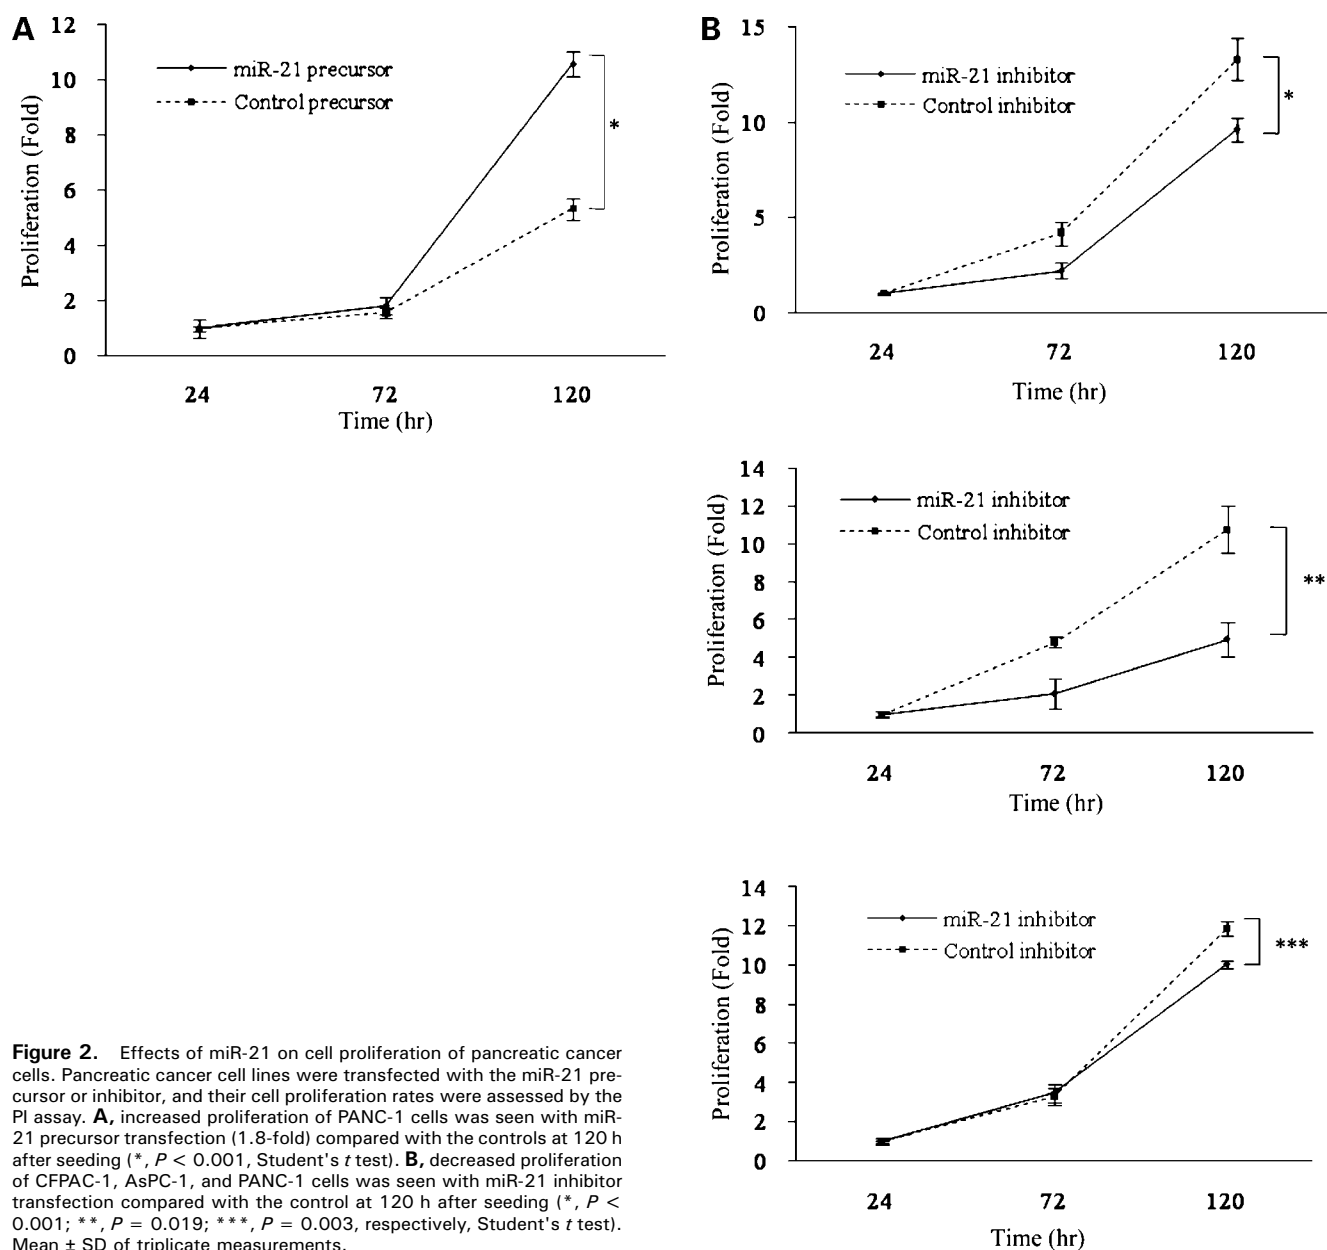 A
12
10
8
6
4
2
0
Proliferation (Fold)
miR-21 precursor
Control precursor
*
24 72 120
Time (hr)
B
15
10
5
0
Proliferation (Fold)
miR-21 inhibitor
Control inhibitor
*
24 72 120
Time (hr)
14
12
10
8
6
4
2
0
Proliferation (Fold)
miR-21 inhibitor
Control inhibitor
**
24 72 120
Time (hr)
14
12
10
8
6
4
2
0
Proliferation (Fold)
miR-21 inhibitor
Control inhibitor
***
24 72 120
Time (hr)
Figure 2. Effects of miR-21 on cell proliferation of pancreatic cancer
cells. Pancreatic cancer cell lines were transfected with the miR-21 pre-
cursor or inhibitor, and their cell proliferation rates were assessed by the
PI assay. A, increased proliferation of PANC-1 cells was seen with miR-
21 precursor transfection (1.8-fold) compared with the controls at 120 h
after seeding (*, P < 0.001, Student's t test). B, decreased proliferation
of CFPAC-1, AsPC-1, and PANC-1 cells was seen with miR-21 inhibitor
transfection compared with the control at 120 h after seeding (*, P <
0.001; **, P = 0.019; ***, P = 0.003, respectively, Student's t test).
Mean ± SD of triplicate measurements.